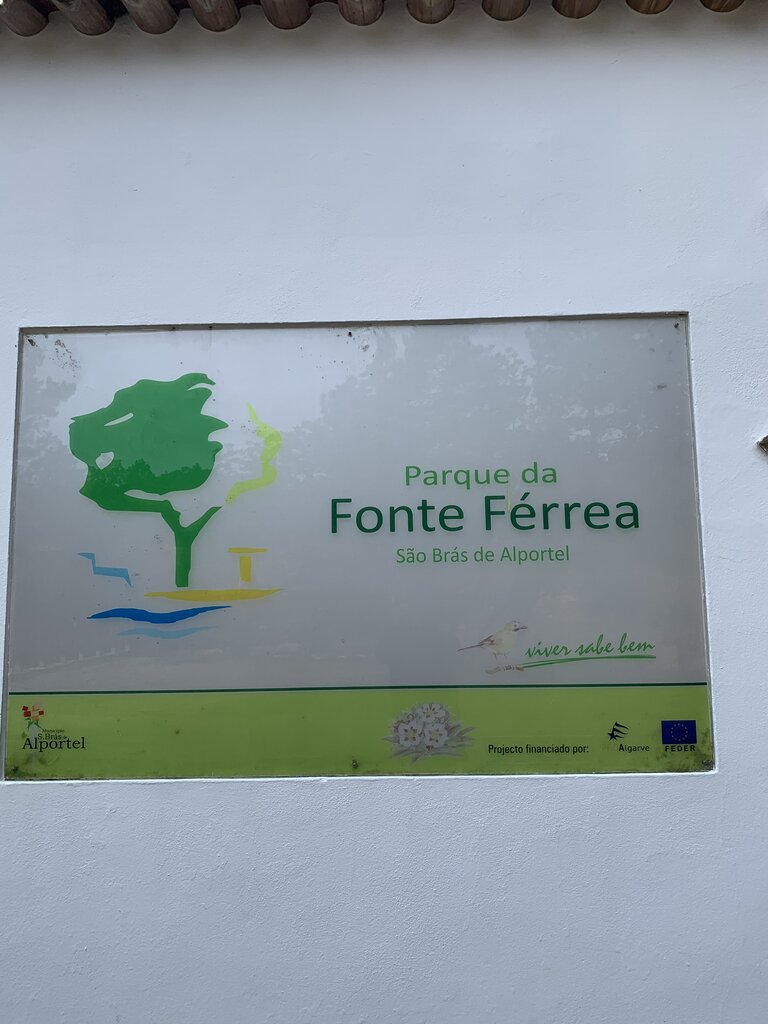 Parque da
Fonte Férrea
São Brás de Alportel
viver sabe bem
Município
S. Brás de
Alportel
Projecto financiado por:
Algarve
FEDER